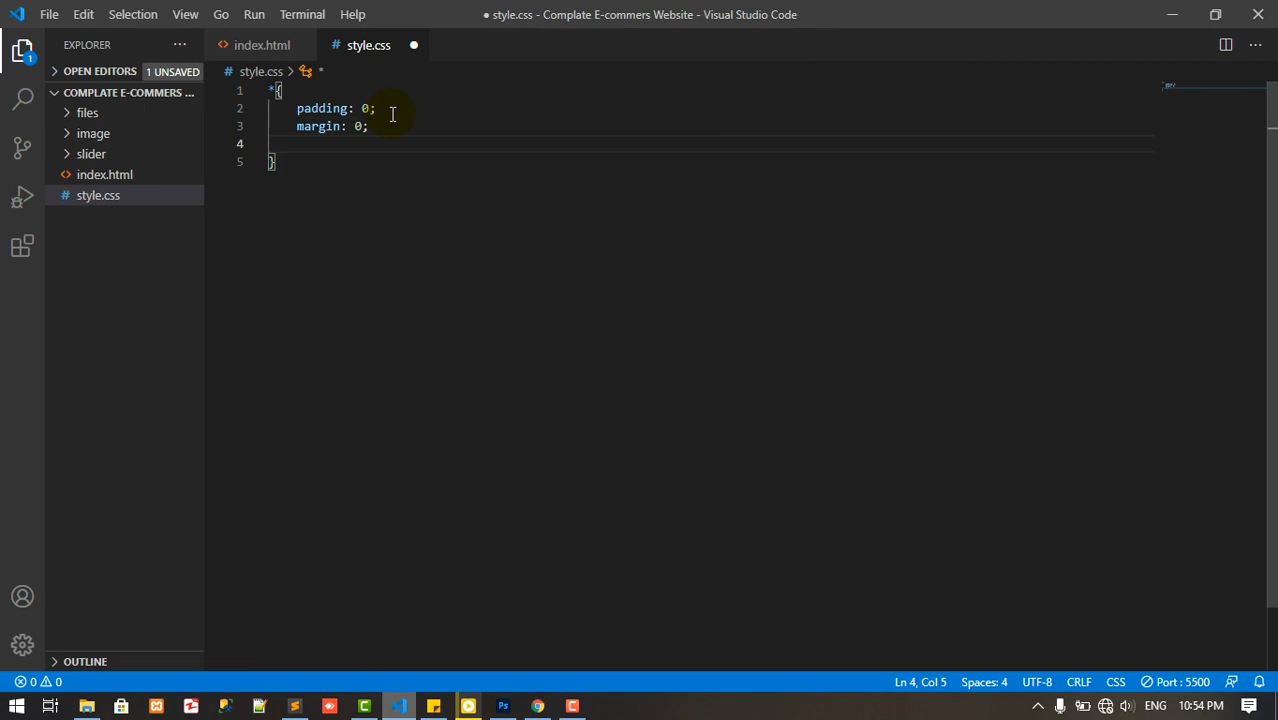 File Edit Selection View Go Run Terminal Help
● style.css - Complate E-commers Website - Visual Studio Code
EXPLORER
index.html
style.css
OPEN EDITORS
1 UNSAVED
style.css > *
COMPLATE E-COMMERS ...
files
image
slider
index.html
style.css
1 *{
2 padding: 0;
3 margin: 0;
4
5 }
1
OUTLINE
0 0
Ln 4, Col 5 Spaces: 4 UTF-8 CRLF CSS Port : 5500
ENG 10:54 PM